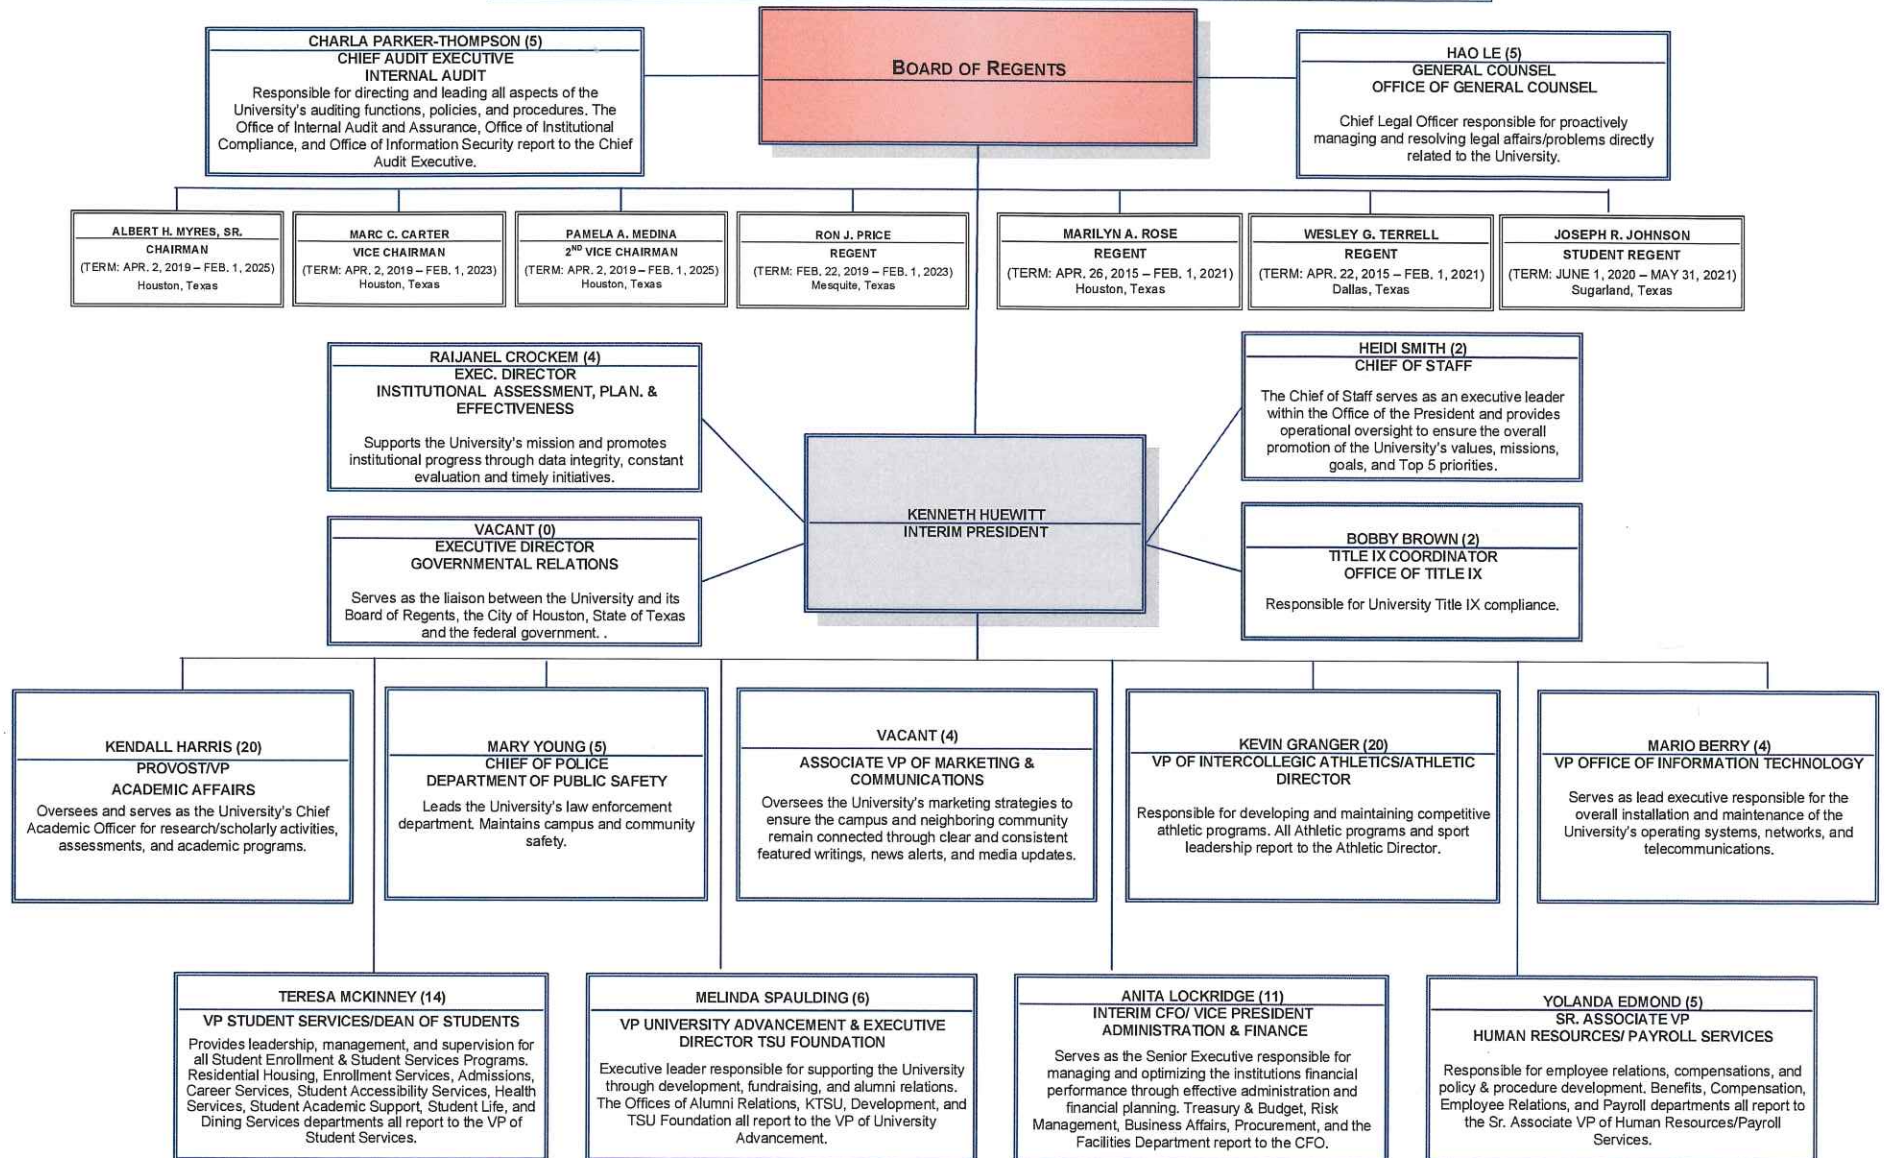 CHARLA PARKER-THOMPSON (5)
CHIEF AUDIT EXECUTIVE
INTERNAL AUDIT
Responsible for directing and leading all aspects of the
University's auditing functions, policies, and procedures. The
Office of Internal Audit and Assurance, Office of Institutional
Compliance, and Office of Information Security report to the Chief
Audit Executive.
BOARD OF REGENTS
HAO LE (5)
GENERAL COUNSEL
OFFICE OF GENERAL COUNSEL
Chief Legal Officer responsible for proactively
managing and resolving legal affairs/problems directly
related to the University.
ALBERT H. MYRES, SR.
CHAIRMAN
(TERM: APR. 2, 2019 – FEB. 1, 2025)
Houston, Texas
MARC C. CARTER
VICE CHAIRMAN
(TERM: APR. 2, 2019 – FEB. 1, 2023)
Houston, Texas
PAMELA A. MEDINA
2ND VICE CHAIRMAN
(TERM: APR. 2, 2019 – FEB. 1, 2025)
Houston, Texas
RON J. PRICE
REGENT
(TERM: FEB. 22, 2019 – FEB. 1, 2023)
Mesquite, Texas
MARILYN A. ROSE
REGENT
(TERM: APR. 26, 2015 – FEB. 1, 2021)
Houston, Texas
WESLEY G. TERRELL
REGENT
(TERM: APR. 22, 2015 – FEB. 1, 2021)
Dallas, Texas
JOSEPH R. JOHNSON
STUDENT REGENT
(TERM: JUNE 1, 2020 – MAY 31, 2021)
Sugarland, Texas
RAIJANEL CROCKEM (4)
EXEC. DIRECTOR
INSTITUTIONAL ASSESSMENT, PLAN. &
EFFECTIVENESS
Supports the University's mission and promotes
institutional progress through data integrity, constant
evaluation and timely initiatives.
HEIDI SMITH (2)
CHIEF OF STAFF
The Chief of Staff serves as an executive leader
within the Office of the President and provides
operational oversight to ensure the overall
promotion of the University's values, missions,
goals, and Top 5 priorities.
KENNETH HUEWITT
INTERIM PRESIDENT
VACANT (0)
EXECUTIVE DIRECTOR
GOVERNMENTAL RELATIONS
Serves as the liaison between the University and its
Board of Regents, the City of Houston, State of Texas
and the federal government. .
BOBBY BROWN (2)
TITLE IX COORDINATOR
OFFICE OF TITLE IX
Responsible for University Title IX compliance.
KENDALL HARRIS (20)
PROVOST/VP
ACADEMIC AFFAIRS
Oversees and serves as the University's Chief
Academic Officer for research/scholarly activities,
assessments, and academic programs.
MARY YOUNG (5)
CHIEF OF POLICE
DEPARTMENT OF PUBLIC SAFETY
Leads the University's law enforcement
department. Maintains campus and community
safety.
VACANT (4)
ASSOCIATE VP OF MARKETING &
COMMUNICATIONS
Oversees the University's marketing strategies to
ensure the campus and neighboring community
remain connected through clear and consistent
featured writings, news alerts, and media updates.
KEVIN GRANGER (20)
VP OF INTERCOLLEGIC ATHLETICS/ATHLETIC
DIRECTOR
Responsible for developing and maintaining competitive
athletic programs. All Athletic programs and sport
leadership report to the Athletic Director.
MARIO BERRY (4)
VP OFFICE OF INFORMATION TECHNOLOGY
Serves as lead executive responsible for the
overall installation and maintenance of the
University's operating systems, networks, and
telecommunications.
TERESA MCKINNEY (14)
VP STUDENT SERVICES/DEAN OF STUDENTS
Provides leadership, management, and supervision for
all Student Enrollment & Student Services Programs.
Residential Housing, Enrollment Services, Admissions,
Career Services, Student Accessibility Services, Health
Services, Student Academic Support, Student Life, and
Dining Services departments all report to the VP of
Student Services.
MELINDA SPAULDING (6)
VP UNIVERSITY ADVANCEMENT & EXECUTIVE
DIRECTOR TSU FOUNDATION
Executive leader responsible for supporting the University
through development, fundraising, and alumni relations.
The Offices of Alumni Relations, KTSU, Development, and
TSU Foundation all report to the VP of University
Advancement.
ANITA LOCKRIDGE (11)
INTERIM CFO/ VICE PRESIDENT
ADMINISTRATION & FINANCE
Serves as the Senior Executive responsible for
managing and optimizing the institutions financial
performance through effective administration and
financial planning. Treasury & Budget, Risk
Management, Business Affairs, Procurement, and the
Facilities Department report to the CFO.
YOLANDA EDMOND (5)
SR. ASSOCIATE VP
HUMAN RESOURCES/ PAYROLL SERVICES
Responsible for employee relations, compensations, and
policy & procedure development. Benefits, Compensation,
Employee Relations, and Payroll departments all report to
the Sr. Associate VP of Human Resources/Payroll
Services.